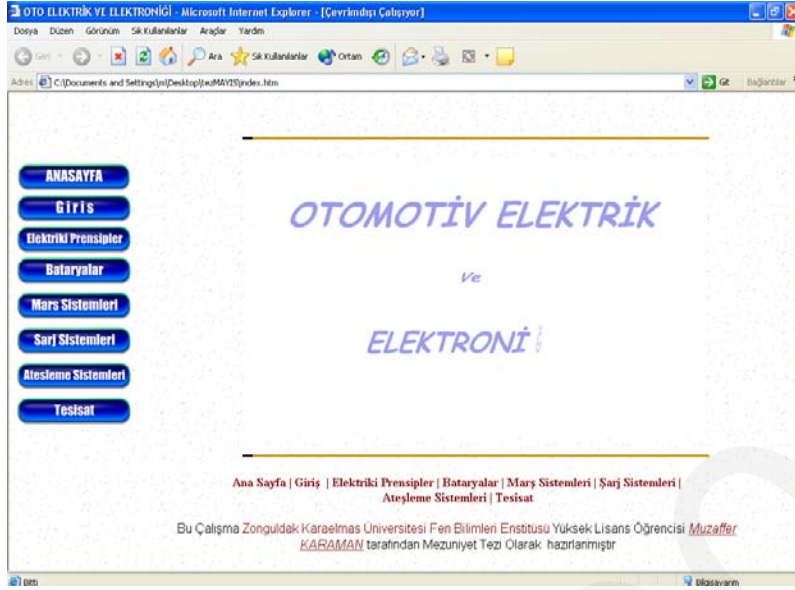 OTO ELEKTRİK VE ELEKTRONİĞİ - Microsoft Internet Explorer - [Çevrimdışı Çalışıyor]
Dosya Düzen Görünüm Sık Kullanılanlar Araçlar Yardım
Geri Ara Sık Kullanılanlar Ortam
Adres C:\Documents and Settings\m\Desktop\tezMAYIS\index.htm Git Bağlantılar
ANASAYFA
Giris
Elektriki Prensipler
Bataryalar
Mars Sistemleri
Sarj Sistemleri
Atesleme Sistemleri
Tesisat
OTOMOTİV ELEKTRİK
Ve
ELEKTRONİ
Ana Sayfa | Giriş | Elektriki Prensipler | Bataryalar | Marş Sistemleri | Şarj Sistemleri |
Ateşleme Sistemleri | Tesisat
Bu Çalışma Zonguldak Karaelmas Üniversitesi Fen Bilimleri Enstitüsü Yüksek Lisans Öğrencisi Muzaffer
KARAMAN tarafından Mezuniyet Tezi Olarak hazırlanmıştır
Bitti Bilgisayarım